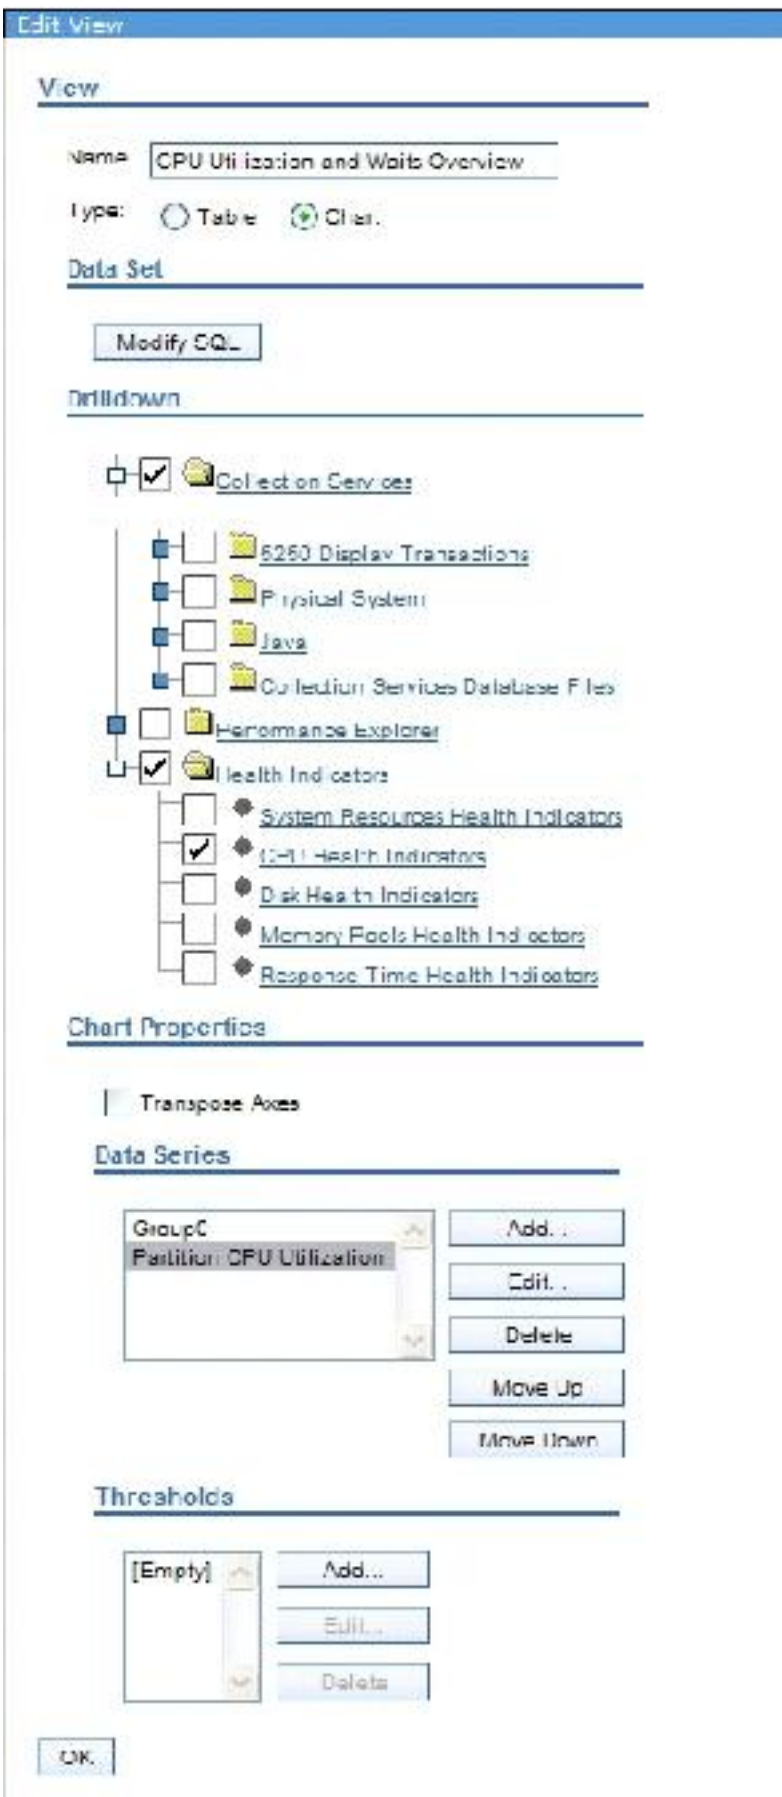 Edit View
View
Name CPU Utilization and Waits Overview
Type: Table Chart
Data Set
Modify SQL
Drilldown
Collection Services
5250 Display Transactions
Physical System
Java
Collection Services Database Files
Performance Explorer
Health Indicators
System Resources Health Indicators
CPU Health Indicators
Disk Health Indicators
Memory Pools Health Indicators
Response Time Health Indicators
Chart Properties
Transpose Axes
Data Series
Group0 Add...
Partition CPU Utilization
Edit...
Delete
Move Up
Move Down
Thresholds
[Empty] Add...
Edit...
Delete
OK